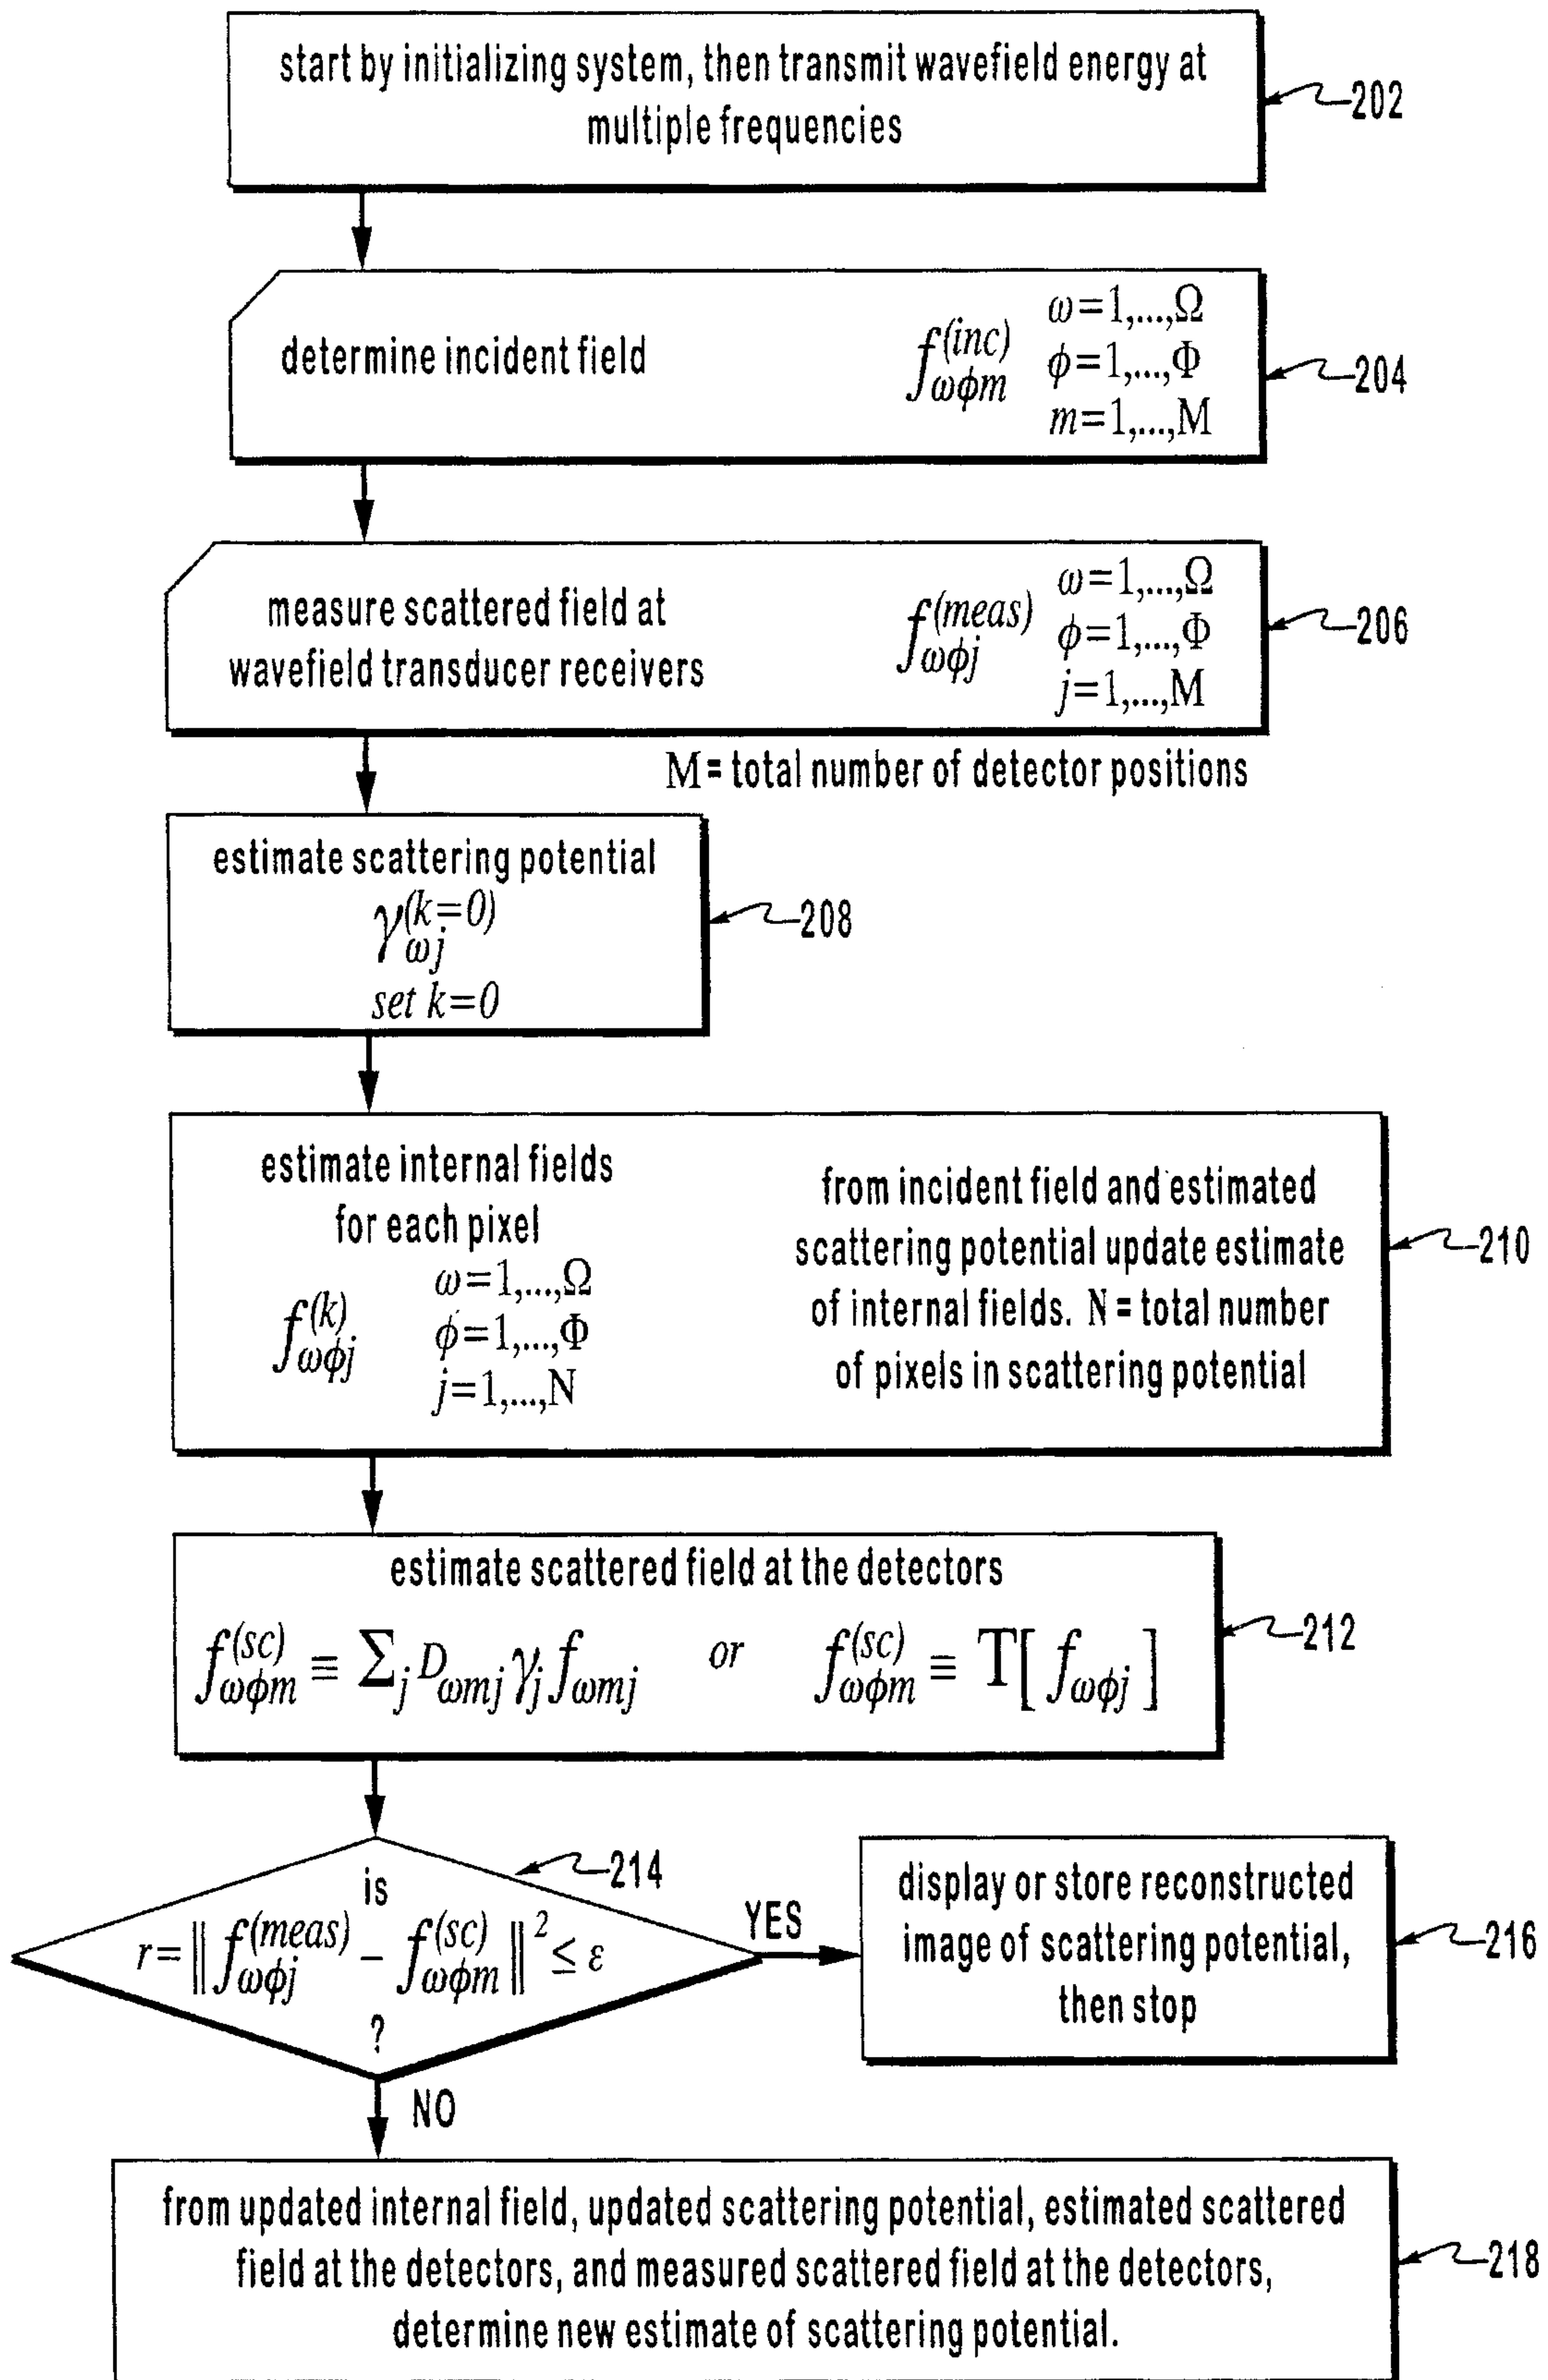 start by initializing system, then transmit wavefield energy at
multiple frequencies
202
determine incident field
f_{ωϕm}^{(inc)}
ω=1,...,Ω
ϕ=1,...,Φ
m=1,...,M
204
measure scattered field at
wavefield transducer receivers
f_{ωϕj}^{(meas)}
ω=1,...,Ω
ϕ=1,...,Φ
j=1,...,M
206
M= total number of detector positions
estimate scattering potential
γ_{ωj}^{(k=0)}
set k=0
208
estimate internal fields
for each pixel
f_{ωϕj}^{(k)}
ω=1,...,Ω
ϕ=1,...,Φ
j=1,...,N
from incident field and estimated
scattering potential update estimate
of internal fields. N = total number
of pixels in scattering potential
210
estimate scattered field at the detectors
f_{ωϕm}^{(sc)} ≡ Σ_j D_{ωmj} γ_j f_{ωmj} or f_{ωϕm}^{(sc)} ≡ T[ f_{ωϕj} ]
212
is
r=‖ f_{ωϕj}^{(meas)} – f_{ωϕm}^{(sc)} ‖^2 ≤ ε
?
214
YES
display or store reconstructed
image of scattering potential,
then stop
216
NO
from updated internal field, updated scattering potential, estimated scattered
field at the detectors, and measured scattered field at the detectors,
determine new estimate of scattering potential.
218